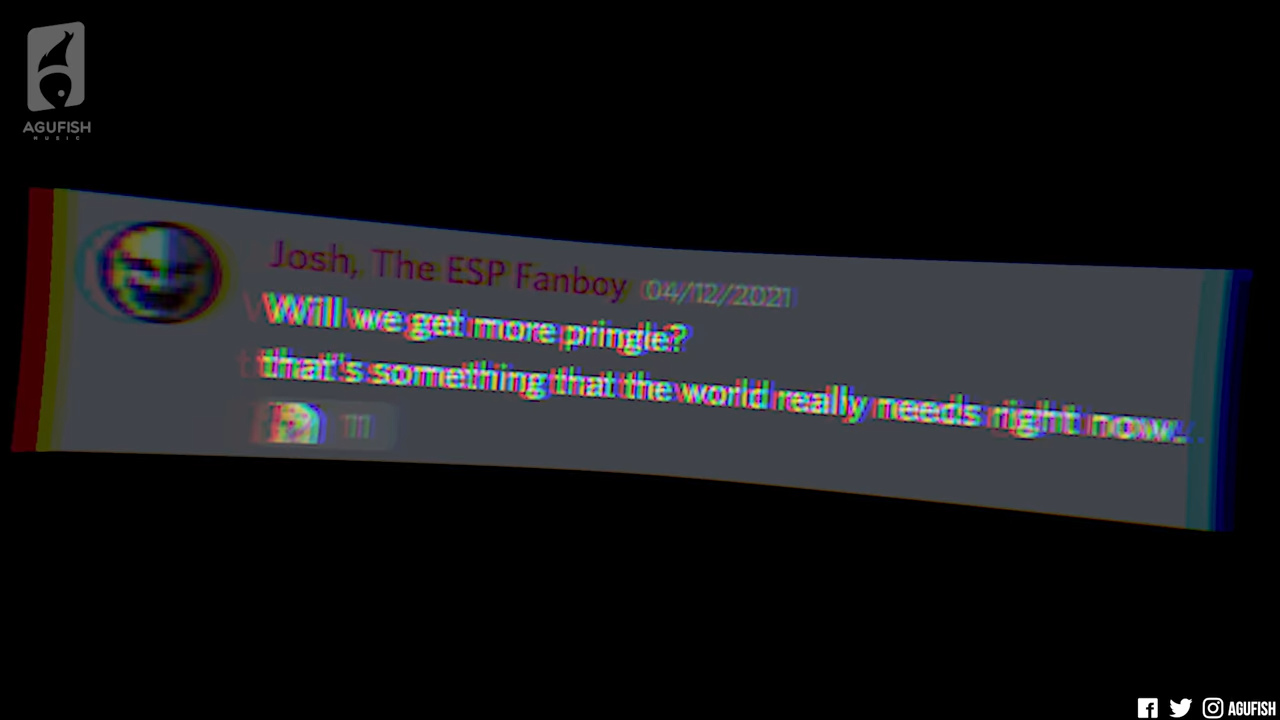 AGUFISH
MUSIC
Josh, The ESP Fanboy 04/12/2021
Will we get more pringle?
that's something that the world really needs right now..
11
AGUFISH